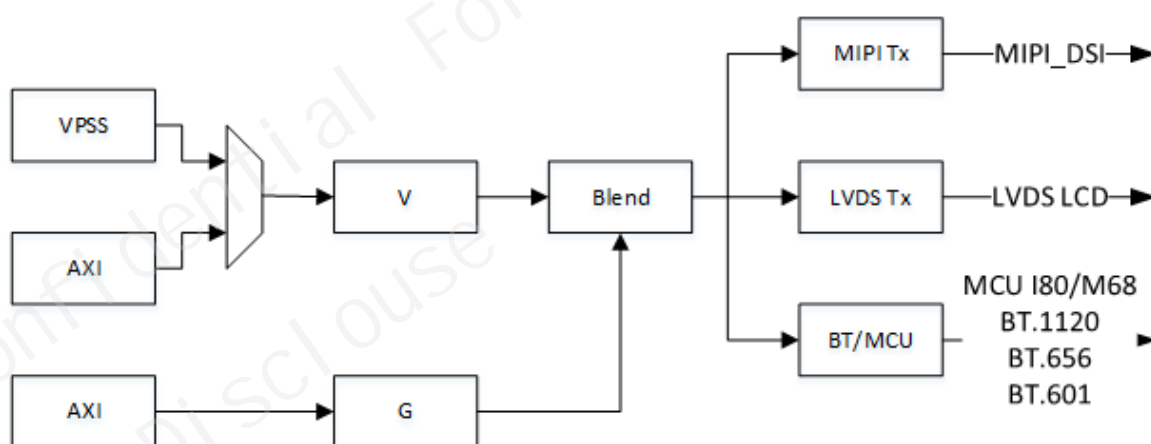 MIPI Tx
MIPI_DSI
VPSS
V
Blend
LVDS Tx
LVDS LCD
AXI
BT/MCU
MCU I80/M68
BT.1120
BT.656
BT.601
AXI
G